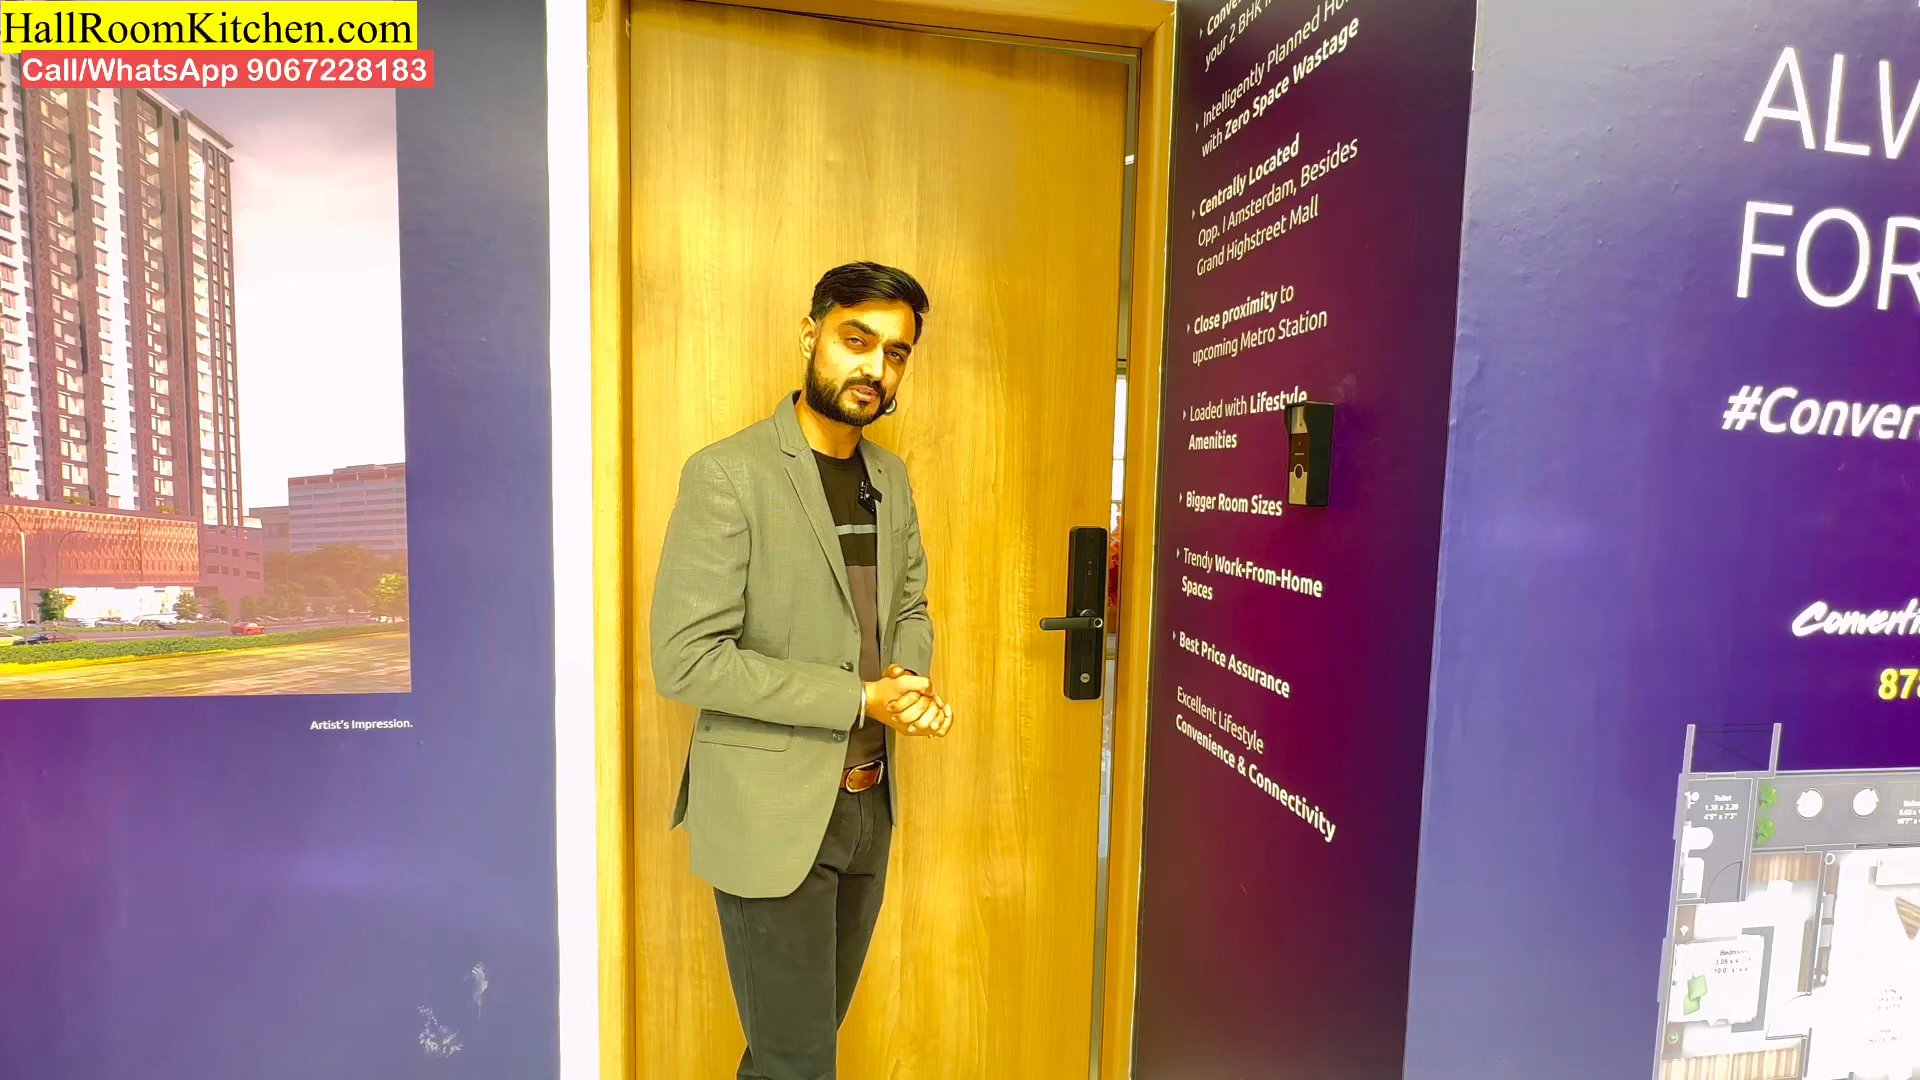 HallRoomKitchen.com
Call/WhatsApp 9067228183
Artist's Impression.
your 2 BHK
Intelligently Planned
with Zero Space Wastage
Centrally Located
Opp. I Amsterdam, Besides
Grand Highstreet Mall
Close proximity to
upcoming Metro Station
Loaded with Lifestyle
Amenities
Bigger Room Sizes
Trendy Work-From-Home
Spaces
Best Price Assurance
Excellent Lifestyle
Convenience & Connectivity
FOR
#Conver
Toilet
Bedroom